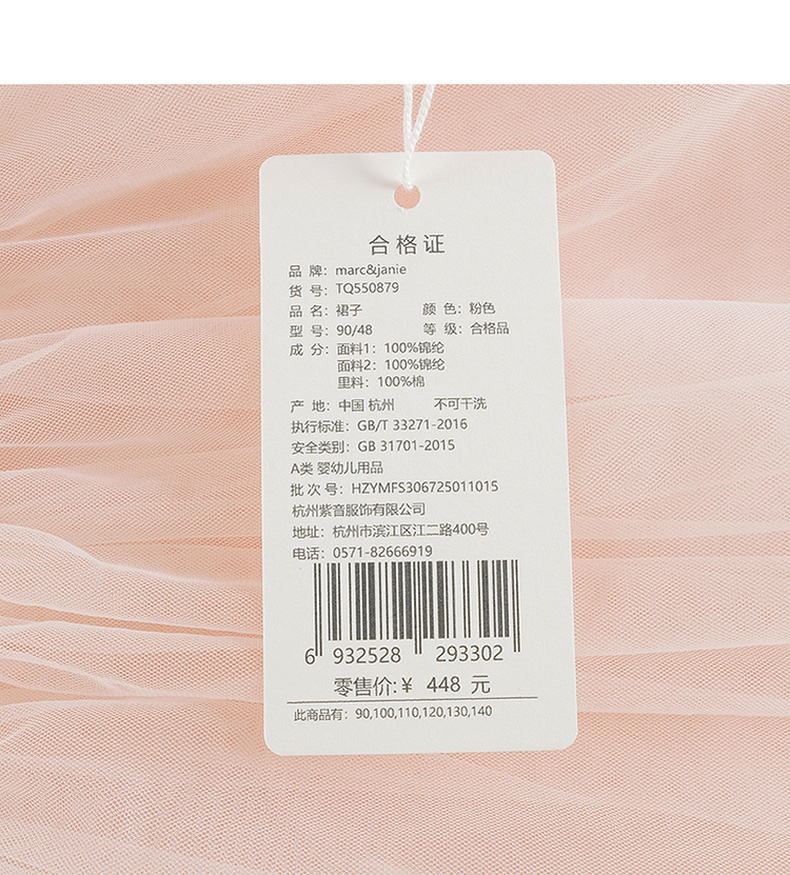 合格证
品 牌：marc&janie
货 号：TQ550879
品 名：裙子 颜 色：粉色
型 号：90/48 等 级：合格品
成 分：面料1：100%锦纶
面料2：100%锦纶
里料：100%棉
产 地：中国 杭州 不可干洗
执行标准：GB/T 33271-2016
安全类别：GB 31701-2015
A类 婴幼儿用品
批 次 号：HZYMFS306725011015
杭州紫音服饰有限公司
地址：杭州市滨江区江二路400号
电话：0571-82666919
6 932528 293302
零售价:¥ 448 元
此商品有：90,100,110,120,130,140